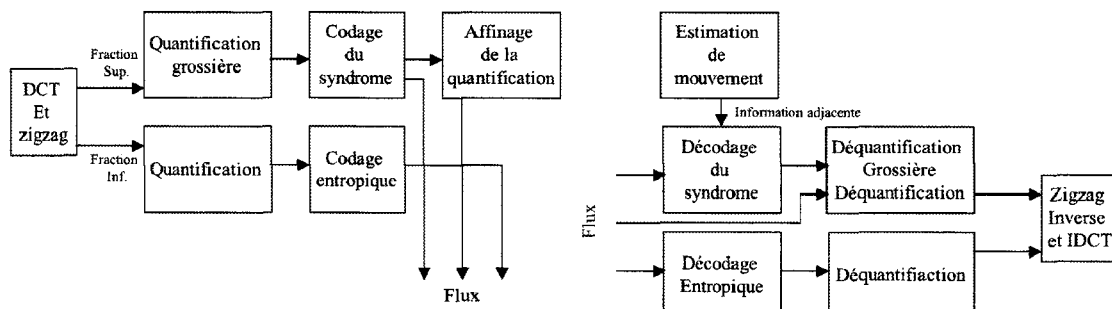 DCT
Et
zigzag
Fraction
Sup.
Fraction
Inf.
Quantification
grossière
Codage
du
syndrome
Affinage
de la
quantification
Quantification
Codage
entropique
Flux
Estimation
de
mouvement
Information adjacente
Décodage
du
syndrome
Déquantification
Grossière
Déquantification
Flux
Décodage
Entropique
Déquantifiaction
Zigzag
Inverse
et IDCT